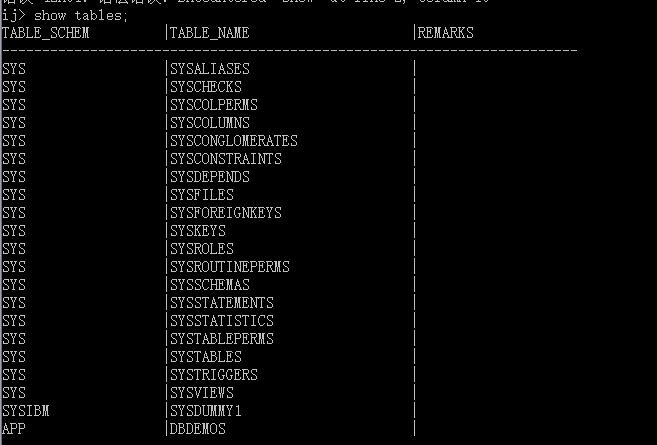 ij> show tables;
TABLE_SCHEM |TABLE_NAME |REMARKS
------------------------------------------------------------------------
SYS |SYSALIASES |
SYS |SYSCHECKS |
SYS |SYSCOLPERMS |
SYS |SYSCOLUMNS |
SYS |SYSCONGLOMERATES |
SYS |SYSCONSTRAINTS |
SYS |SYSDEPENDS |
SYS |SYSFILES |
SYS |SYSFOREIGNKEYS |
SYS |SYSKEYS |
SYS |SYSROLES |
SYS |SYSROUTINEPERMS |
SYS |SYSSCHEMAS |
SYS |SYSSTATEMENTS |
SYS |SYSSTATISTICS |
SYS |SYSTABLEPERMS |
SYS |SYSTABLES |
SYS |SYSTRIGGERS |
SYS |SYSVIEWS |
SYSIBM |SYSDUMMY1 |
APP |DBDEMOS |